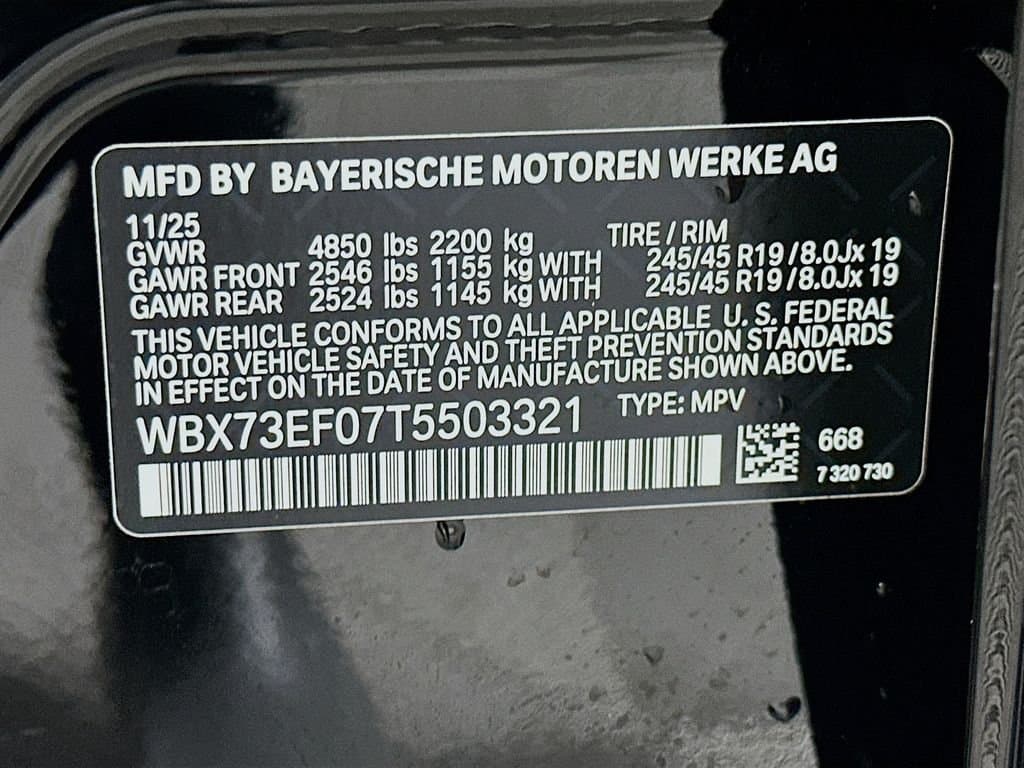 MFD BY BAYERISCHE MOTOREN WERKE AG
11/25
GVWR 4850 lbs 2200 kg TIRE / RIM
GAWR FRONT 2546 lbs 1155 kg WITH 245/45 R19 / 8.0Jx 19
GAWR REAR 2524 lbs 1145 kg WITH 245/45 R19 / 8.0Jx 19
THIS VEHICLE CONFORMS TO ALL APPLICABLE U. S. FEDERAL
MOTOR VEHICLE SAFETY AND THEFT PREVENTION STANDARDS
IN EFFECT ON THE DATE OF MANUFACTURE SHOWN ABOVE.
WBX73EF07T5503321 TYPE: MPV
668
7 320 730